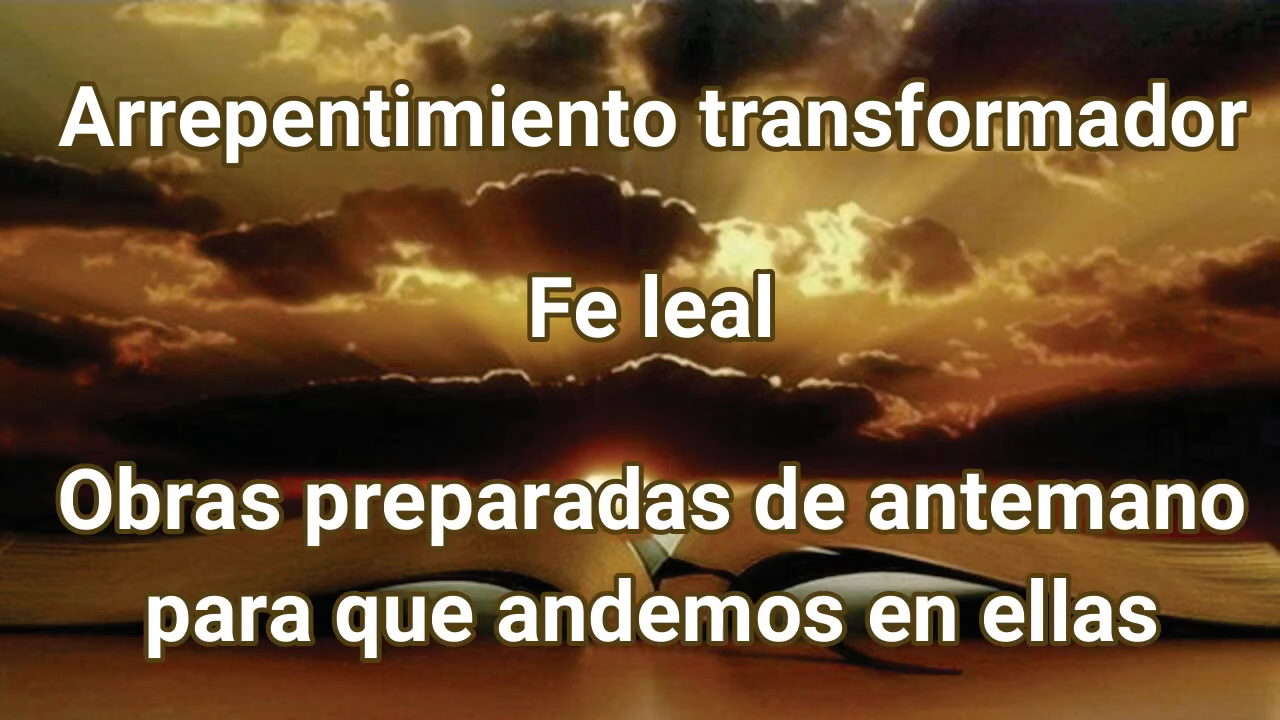 Arrepentimiento transformador
Fe leal
Obras preparadas de antemano
para que andemos en ellas